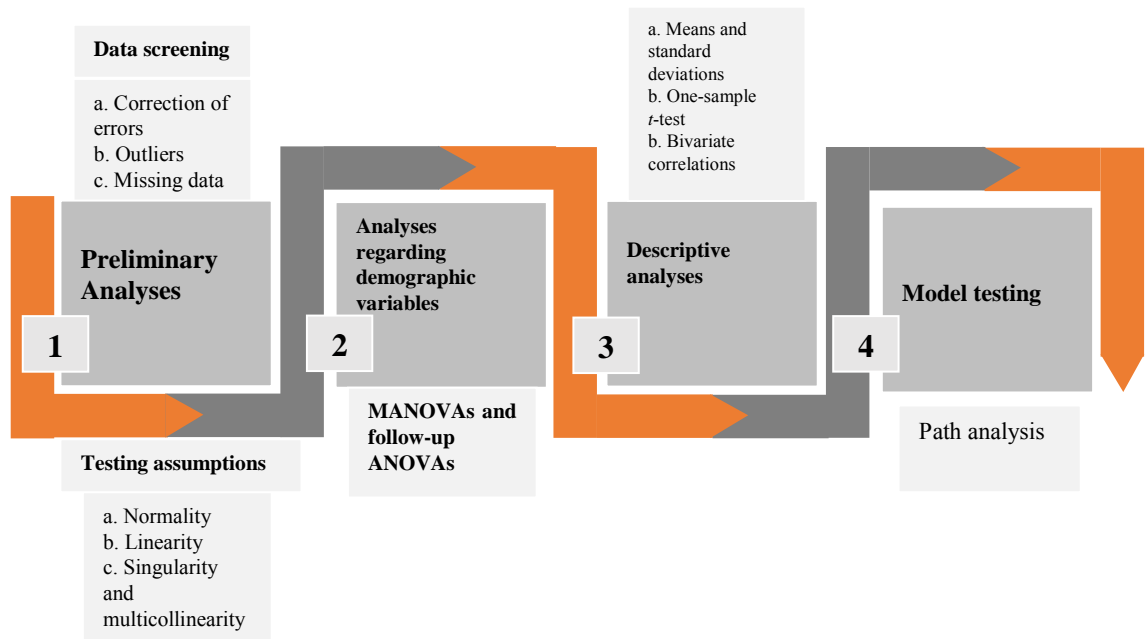 Data screening
a. Correction of
errors
b. Outliers
c. Missing data
Preliminary
Analyses
1
Testing assumptions
a. Normality
b. Linearity
c. Singularity
and
multicollinearity
Analyses
regarding
demographic
variables
2
MANOVAs and
follow-up
ANOVAs
a. Means and
standard
deviations
b. One-sample
t-test
b. Bivariate
correlations
Descriptive
analyses
3
Model testing
4
Path analysis